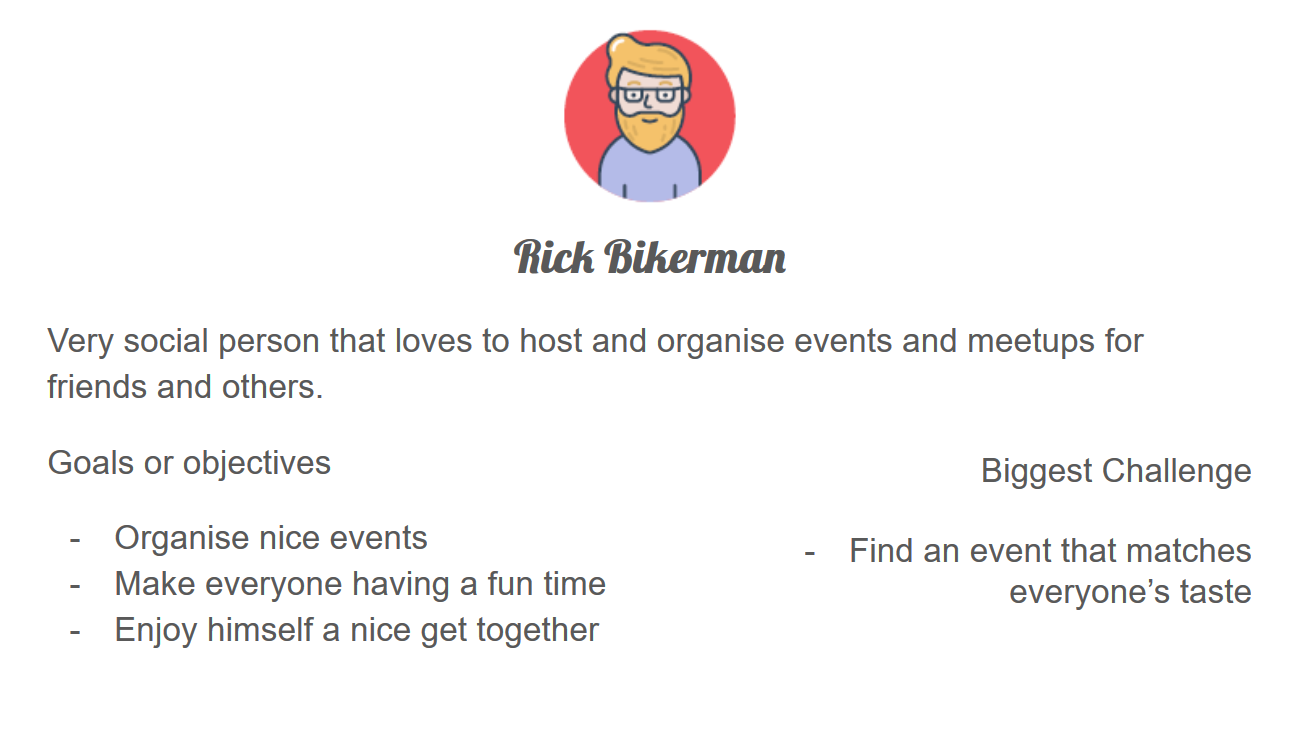 Rick Bikerman
Very social person that loves to host and organise events and meetups for
friends and others.
Goals or objectives
- Organise nice events
- Make everyone having a fun time
- Enjoy himself a nice get together
Biggest Challenge
- Find an event that matches
everyone’s taste